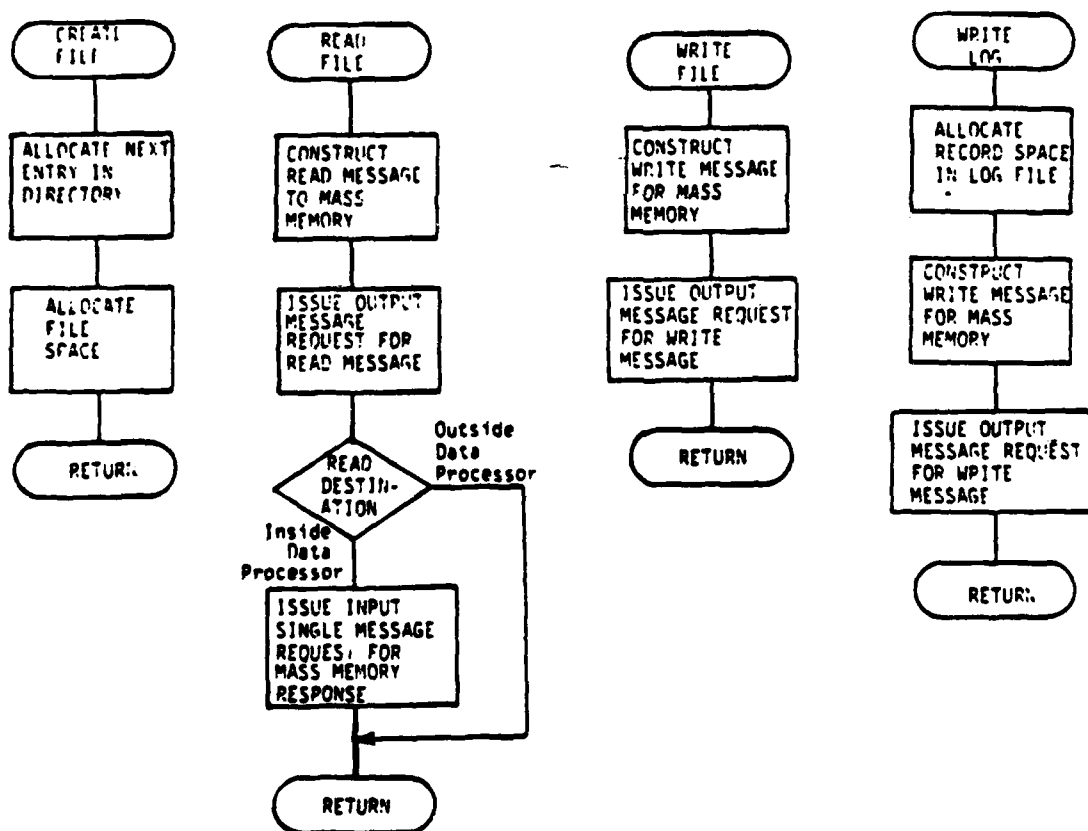 CREATE
FILE
ALLOCATE NEXT
ENTRY IN
DIRECTORY
ALLOCATE
FILE
SPACE
RETURN
READ
FILE
CONSTRUCT
READ MESSAGE
TO MASS
MEMORY
ISSUE OUTPUT
MESSAGE
REQUEST FOR
READ MESSAGE
READ
DESTIN-
ATION
Outside
Data
Processor
Inside
Data
Processor
ISSUE INPUT
SINGLE MESSAGE
REQUEST FOR
MASS MEMORY
RESPONSE
RETURN
WRITE
FILE
CONSTRUCT
WRITE MESSAGE
FOR MASS
MEMORY
ISSUE OUTPUT
MESSAGE REQUEST
FOR WRITE
MESSAGE
RETURN
WRITE
LOG
ALLOCATE
RECORD SPACE
IN LOG FILE
CONSTRUCT
WRITE MESSAGE
FOR MASS
MEMORY
ISSUE OUTPUT
MESSAGE REQUEST
FOR WRITE
MESSAGE
RETURN